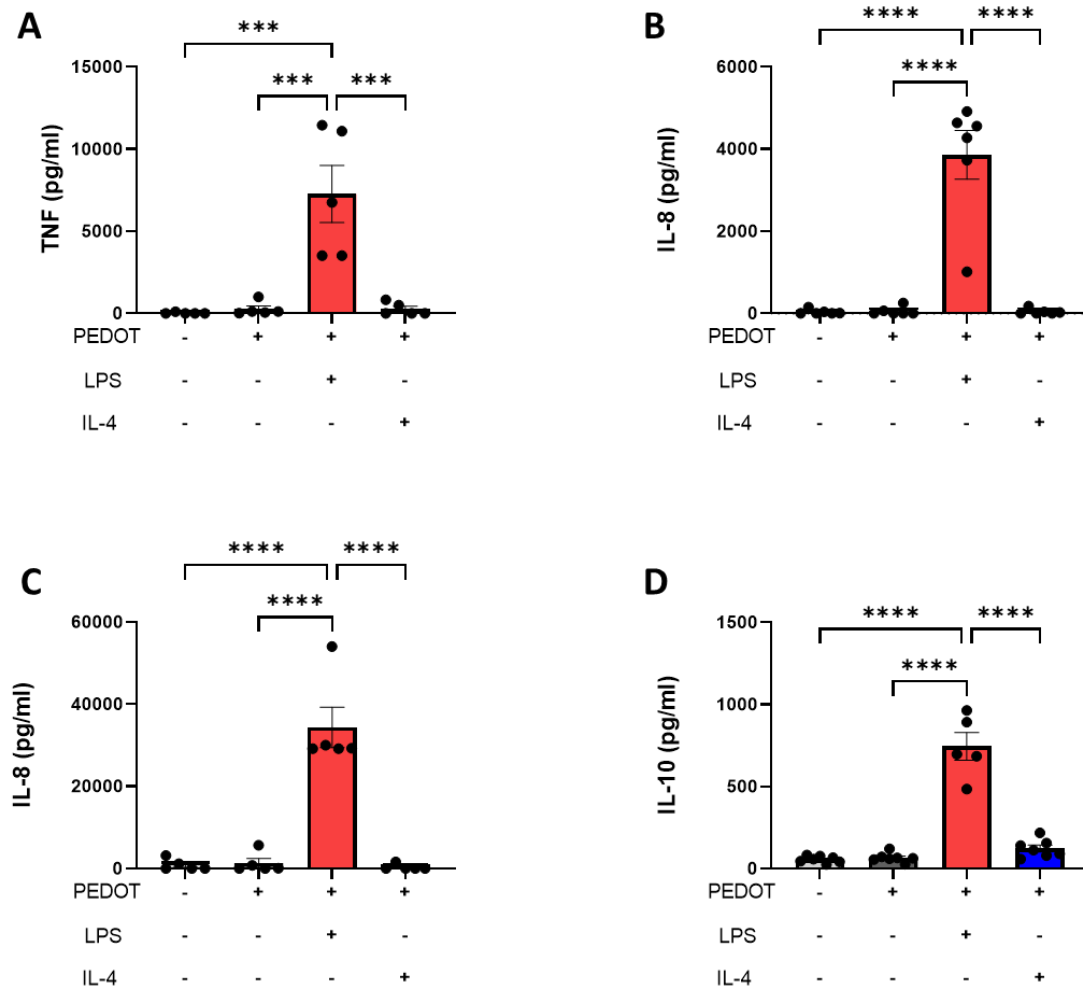 A
***
*** ***
15000
10000
5000
0
TNF (pg/ml)
PEDOT - + + +
LPS - - + -
IL-4 - - - +
B
**** ****
****
6000
4000
2000
0
IL-8 (pg/ml)
PEDOT - + + +
LPS - - + -
IL-4 - - - +
C
**** ****
****
60000
40000
20000
0
IL-8 (pg/ml)
PEDOT - + + +
LPS - - + -
IL-4 - - - +
D
**** ****
****
1500
1000
500
0
IL-10 (pg/ml)
PEDOT - + + +
LPS - - + -
IL-4 - - - +